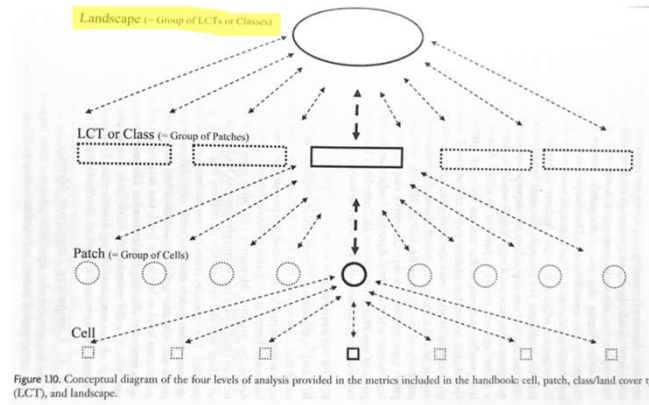 Landscape (= Group of LCTs or Classes)
LCT or Class (= Group of Patches)
Patch (= Group of Cells)
Cell
Figure 1.10. Conceptual diagram of the four levels of analysis provided in the metrics included in the handbook: cell, patch, class/land cover t
(LCT), and landscape.